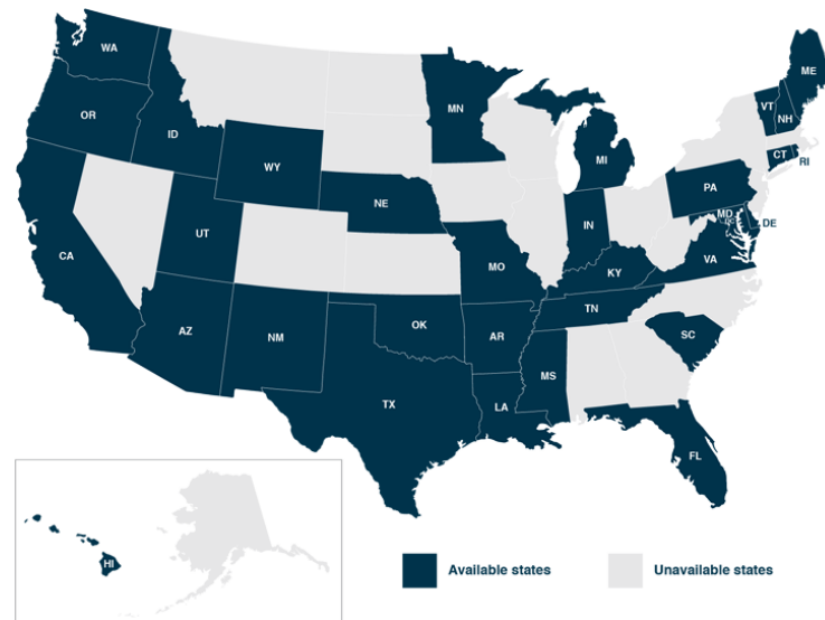 WA
ME
OR
MN
VT
NH
ID
CT
RI
MI
WY
PA
NE
MD
DC
DE
IN
UT
CA
VA
MO
KY
TN
OK
AZ
NM
AR
SC
MS
TX
LA
FL
HI
Available states
Unavailable states